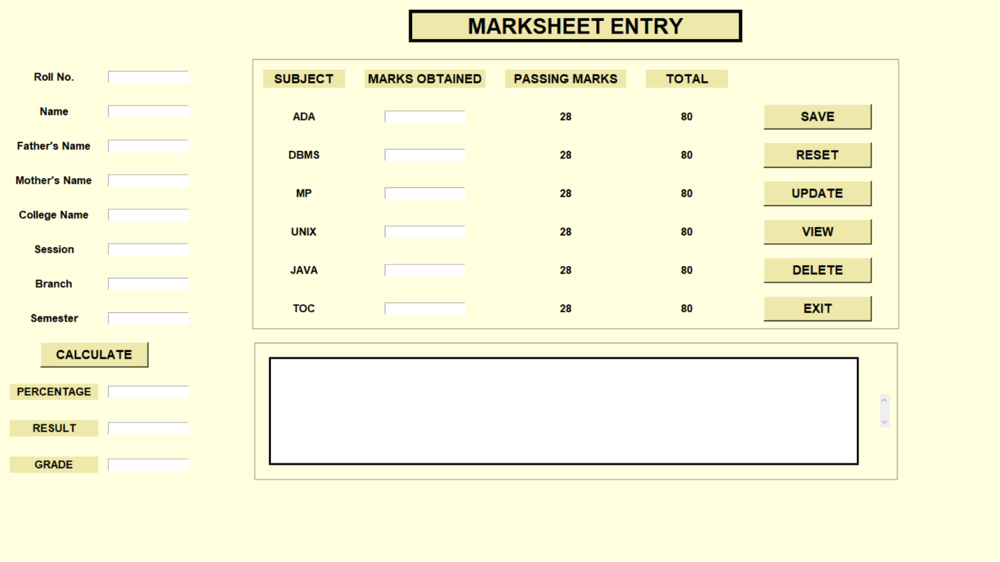 MARKSHEET ENTRY
Roll No.
Name
Father's Name
Mother's Name
College Name
Session
Branch
Semester
CALCULATE
PERCENTAGE
RESULT
GRADE
SUBJECT MARKS OBTAINED PASSING MARKS TOTAL
ADA 28 80 SAVE
DBMS 28 80 RESET
MP 28 80 UPDATE
UNIX 28 80 VIEW
JAVA 28 80 DELETE
TOC 28 80 EXIT